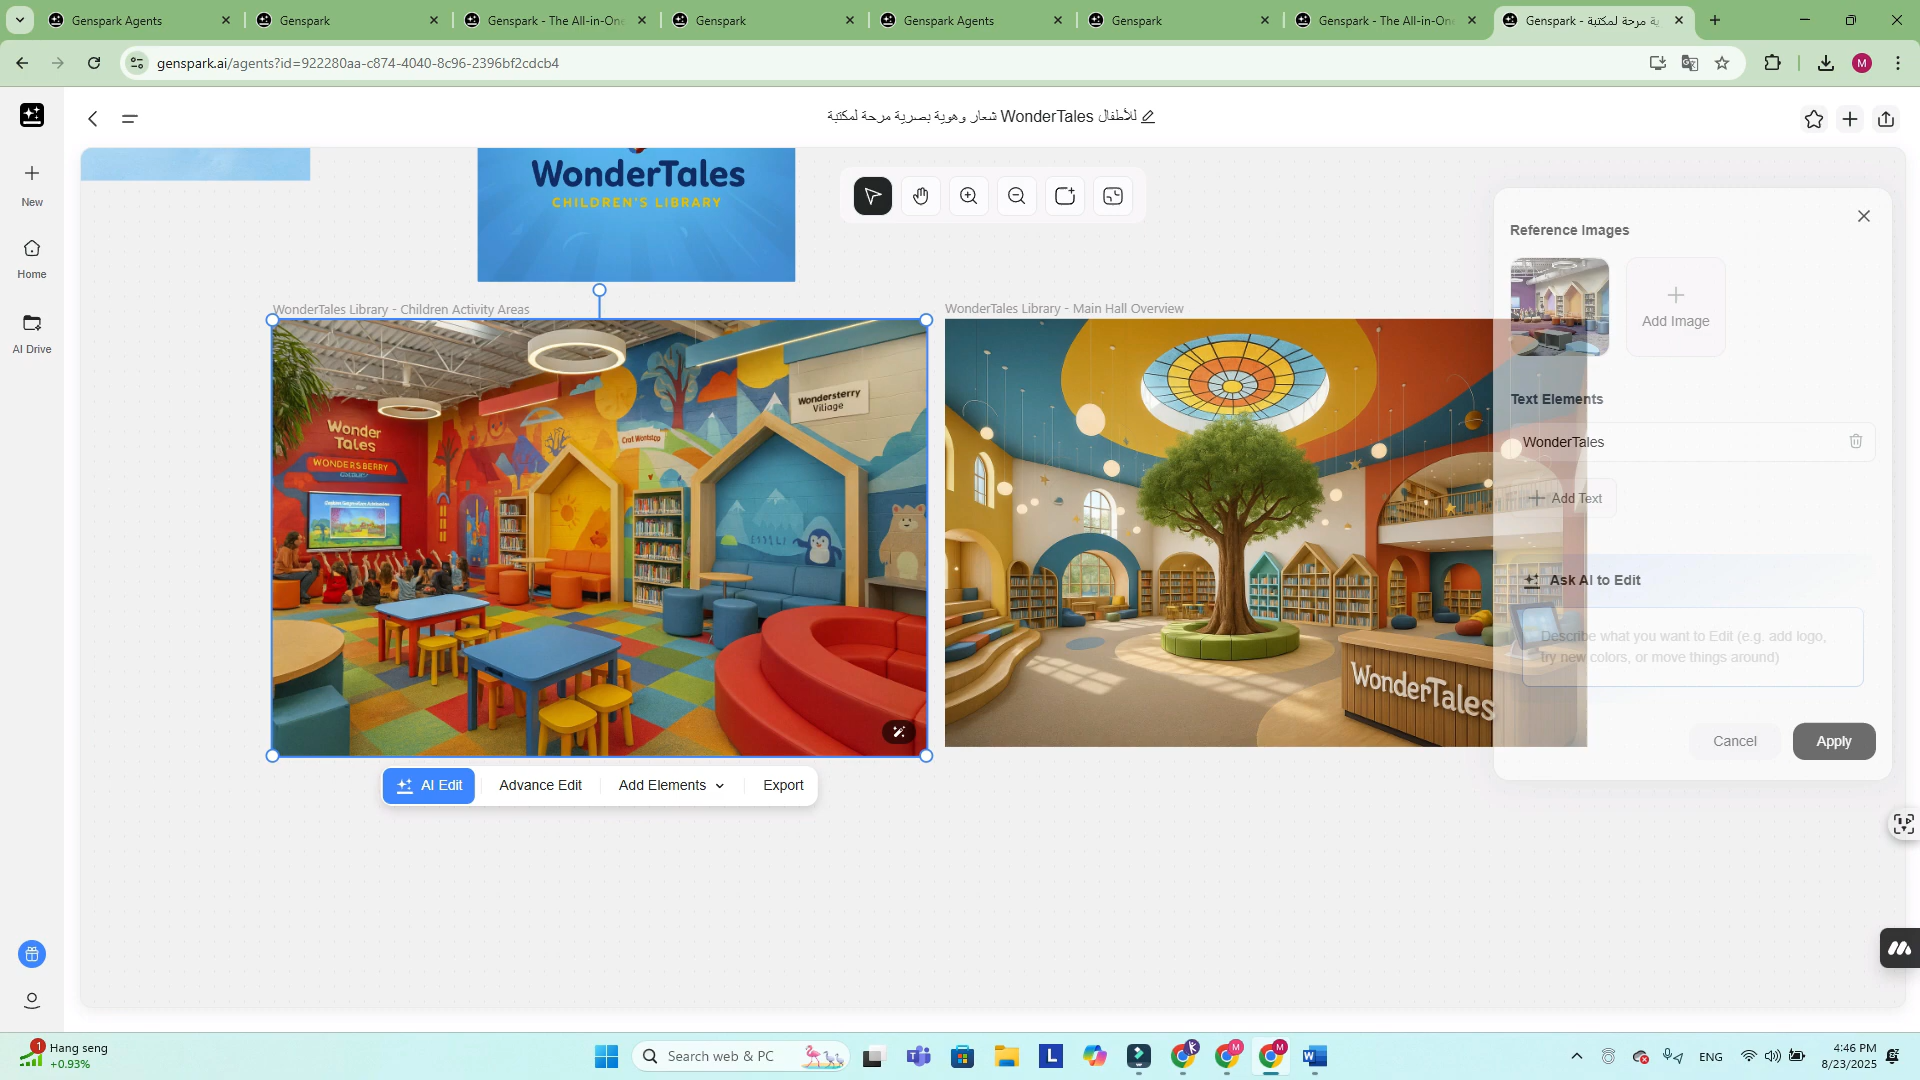 Genspark Agents
Genspark
Genspark - The All-in-On
Genspark
Genspark Agents
Genspark
Genspark - The All-in-On
Genspark - ية مرحة لمكتبة
genspark.ai/agents?id=922280aa-c874-4040-8c96-2396bf2cdcb4
M
شعار وهوية بصرية مرحة لمكتبة WonderTales للأطفال
New
Home
AI Drive
WonderTales
CHILDREN'S LIBRARY
WonderTales Library - Children Activity Areas
WonderTales Library - Main Hall Overview
Wonder
Tales
WONDERSBERRY
Wondersterry
Village
WonderTales
AI Edit
Advance Edit
Add Elements
Export
Reference Images
Add Image
Text Elements
WonderTales
Add Text
Ask AI to Edit
Describe what you want to Edit (e.g. add logo,
try new colors, or move things around)
Cancel
Apply
1
Hang seng
+0.93%
Search web & PC
L
K
M
M
W
ENG
4:46 PM
8/23/2025